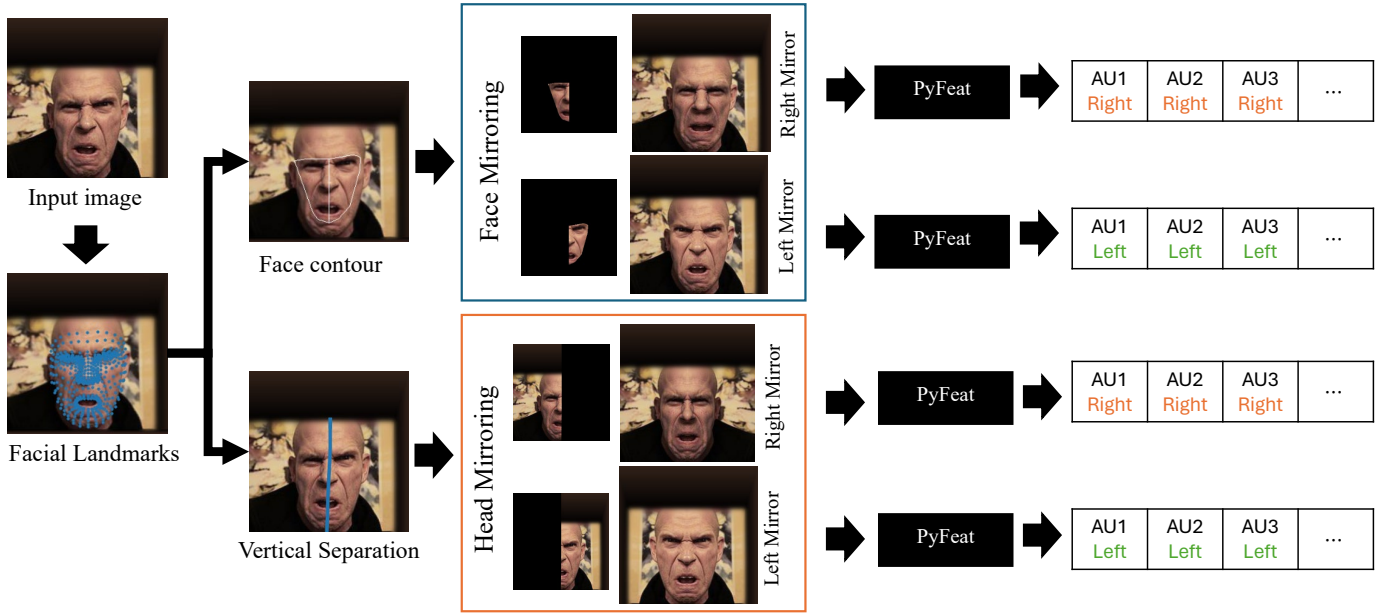 Input image
Facial Landmarks
Face contour
Vertical Separation
Face Mirroring
Right Mirror
Left Mirror
PyFeat
AU1 AU2 AU3 ...
Right Right Right
PyFeat
AU1 AU2 AU3 ...
Left Left Left
Head Mirroring
Right Mirror
Left Mirror
PyFeat
AU1 AU2 AU3 ...
Right Right Right
PyFeat
AU1 AU2 AU3 ...
Left Left Left